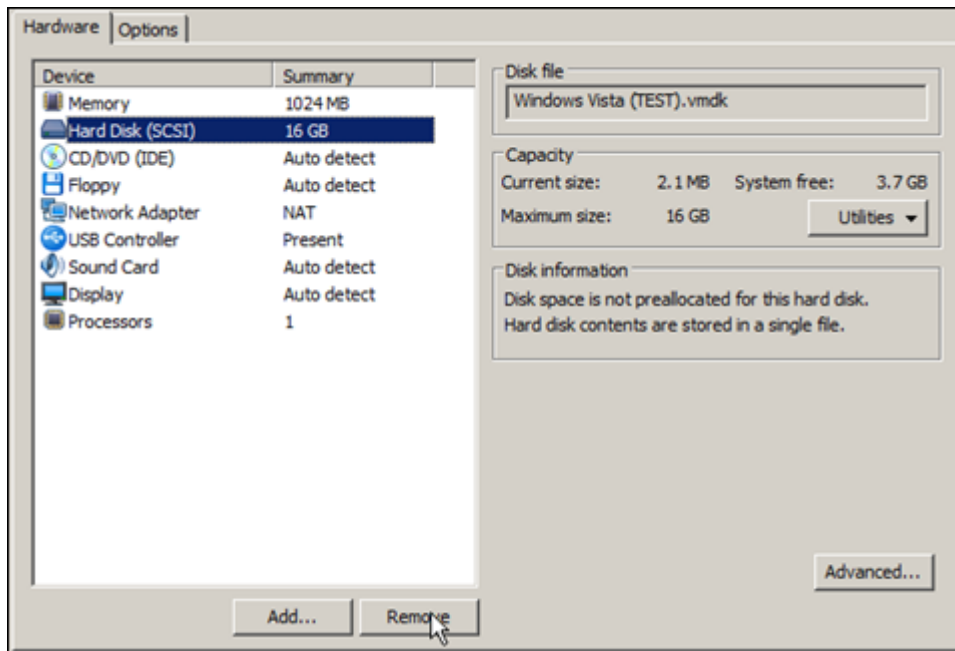 Hardware Options
Device Summary
Memory 1024 MB
Hard Disk (SCSI) 16 GB
CD/DVD (IDE) Auto detect
Floppy Auto detect
Network Adapter NAT
USB Controller Present
Sound Card Auto detect
Display Auto detect
Processors 1
Add... Remove
Disk file
Windows Vista (TEST).vmdk
Capacity
Current size: 2.1 MB System free: 3.7 GB
Maximum size: 16 GB Utilities
Disk information
Disk space is not preallocated for this hard disk.
Hard disk contents are stored in a single file.
Advanced...